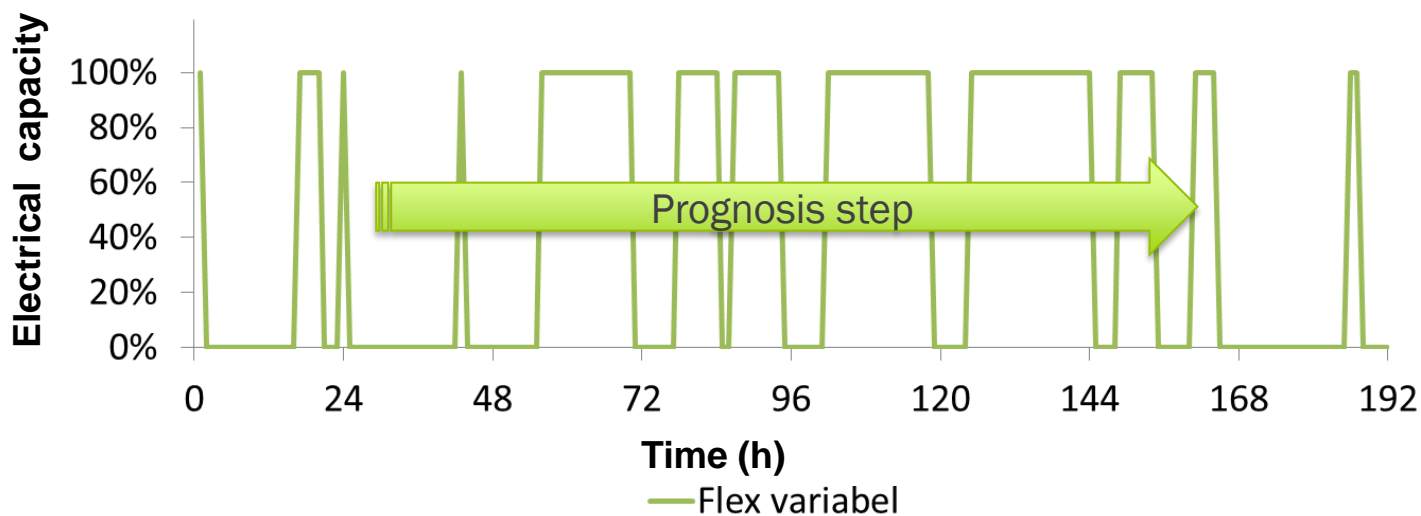 Electrical capacity
100%
80%
60%
40%
20%
0%
Prognosis step
0 24 48 72 96 120 144 168 192
Time (h)
Flex variabel